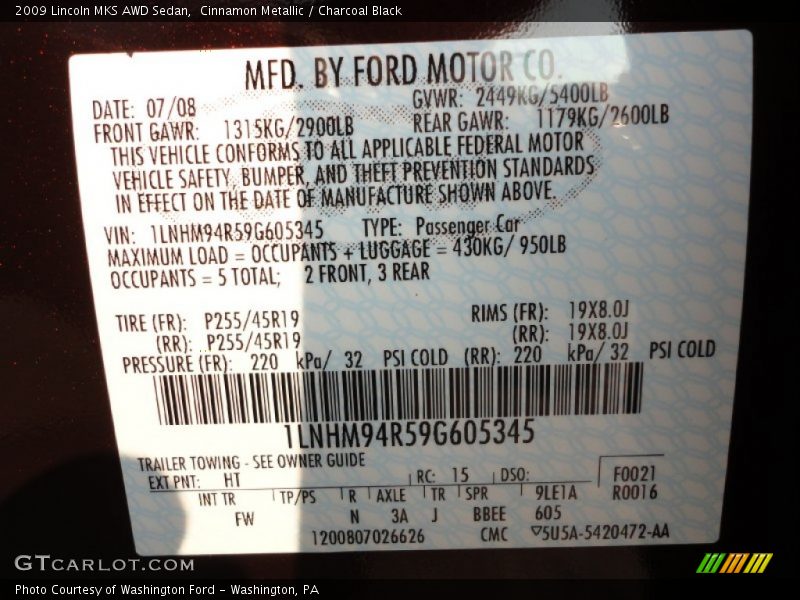 2009 Lincoln MKS AWD Sedan,  Cinnamon Metallic / Charcoal Black
MFD. BY FORD MOTOR CO.
DATE: 07/08 GVWR: 2449KG/5400LB
FRONT GAWR: 1315KG/2900LB REAR GAWR: 1179KG/2600LB
THIS VEHICLE CONFORMS TO ALL APPLICABLE FEDERAL MOTOR
VEHICLE SAFETY, BUMPER, AND THEFT PREVENTION STANDARDS
IN EFFECT ON THE DATE OF MANUFACTURE SHOWN ABOVE.
VIN: 1LNHM94R59G605345 TYPE: Passenger Car
MAXIMUM LOAD = OCCUPANTS + LUGGAGE = 430KG/ 950LB
OCCUPANTS = 5 TOTAL; 2 FRONT, 3 REAR
TIRE (FR): P255/45R19 RIMS (FR): 19X8.0J
(RR): P255/45R19 (RR): 19X8.0J
PRESSURE (FR): 220 kPa/ 32 PSI COLD (RR): 220 kPa/ 32 PSI COLD
1LNHM94R59G605345
TRAILER TOWING - SEE OWNER GUIDE
EXT PNT: HT RC: 15 DSO: F0021
INT TR TP/PS R AXLE TR SPR 9LE1A R0016
FW N 3A J BBEE 605
1200807026626 CMC ▽5U5A-5420472-AA
GTCARLOT.COM
Photo Courtesy of Washington Ford - Washington, PA